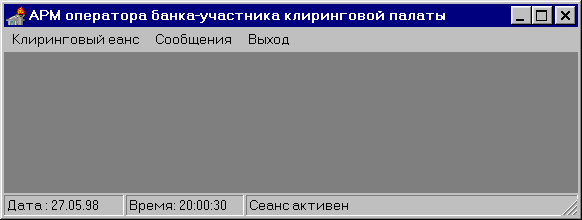 АРМ оператора банка-участника клиринговой палаты
Клиринговый еанс Сообщения Выход
Дата : 27.05.98 Время: 20:00:30 Сеанс активен